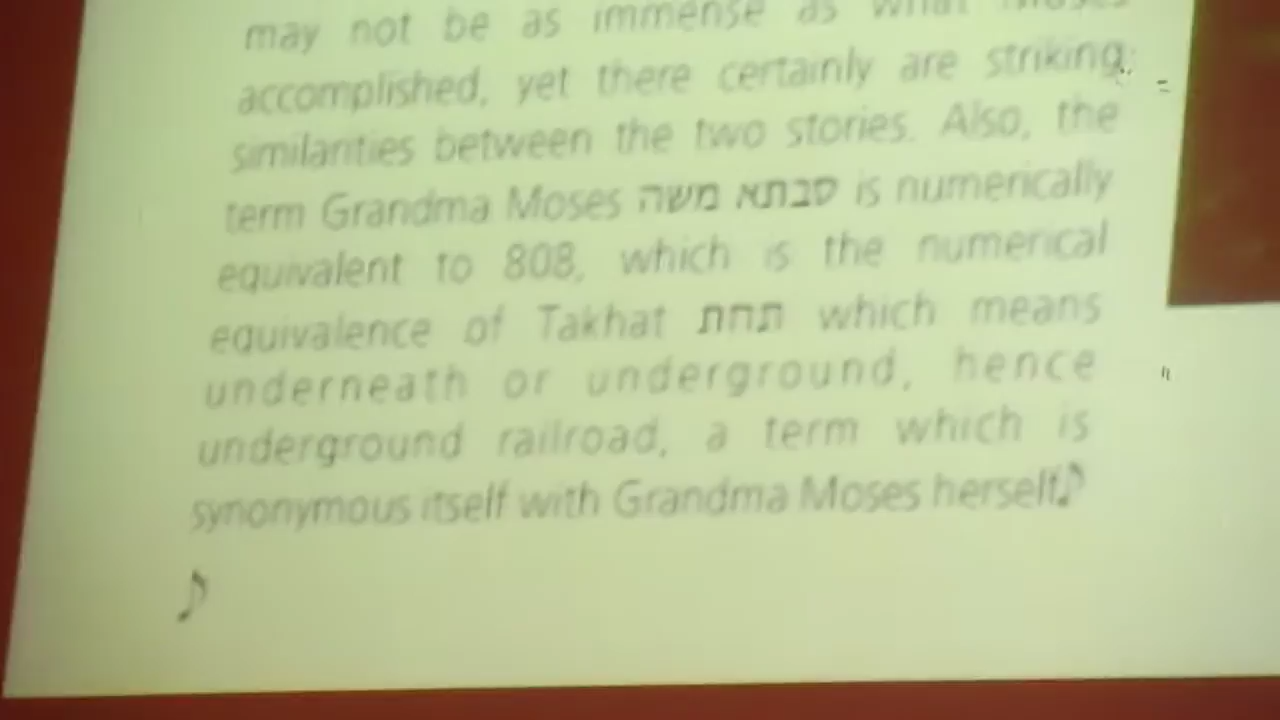 may not be as immense as what Moses
accomplished, yet there certainly are striking
similarities between the two stories. Also, the
term Grandma Moses סבתא משה is numerically
equivalent to 808, which is the numerical
equivalence of Takhat תחת which means
underneath or underground, hence
underground railroad, a term which is
synonymous itself with Grandma Moses herself♪
♪